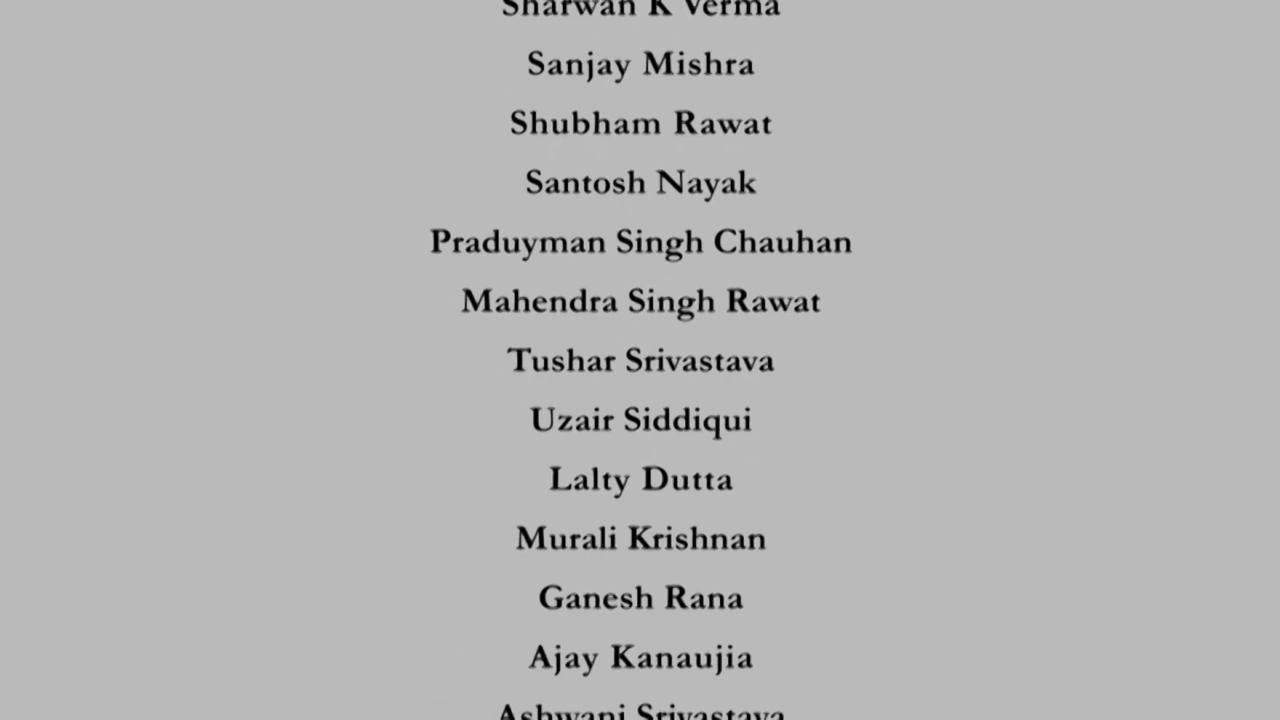 Sharwan K Verma
Sanjay Mishra
Shubham Rawat
Santosh Nayak
Praduyman Singh Chauhan
Mahendra Singh Rawat
Tushar Srivastava
Uzair Siddiqui
Lalty Dutta
Murali Krishnan
Ganesh Rana
Ajay Kanaujia
Ashwani Srivastava